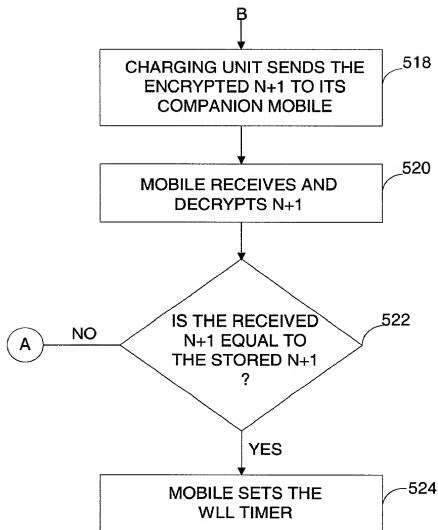 B
CHARGING UNIT SENDS THE
ENCRYPTED N+1 TO ITS
COMPANION MOBILE
518
MOBILE RECEIVES AND
DECRYPTS N+1
520
IS THE RECEIVED
N+1 EQUAL TO
THE STORED N+1
?
522
NO
A
YES
MOBILE SETS THE
WLL TIMER
524